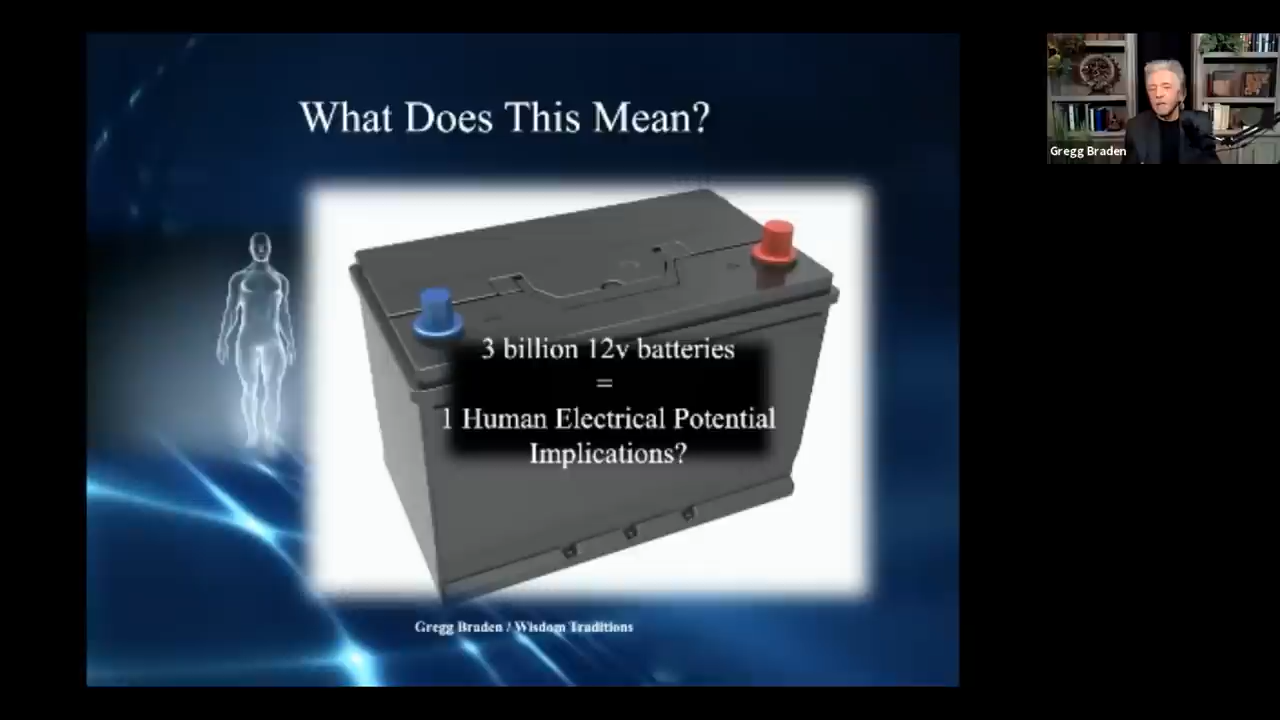 What Does This Mean?
3 billion 12v batteries
=
1 Human Electrical Potential
Implications?
Gregg Braden / Wisdom Traditions
Gregg Braden